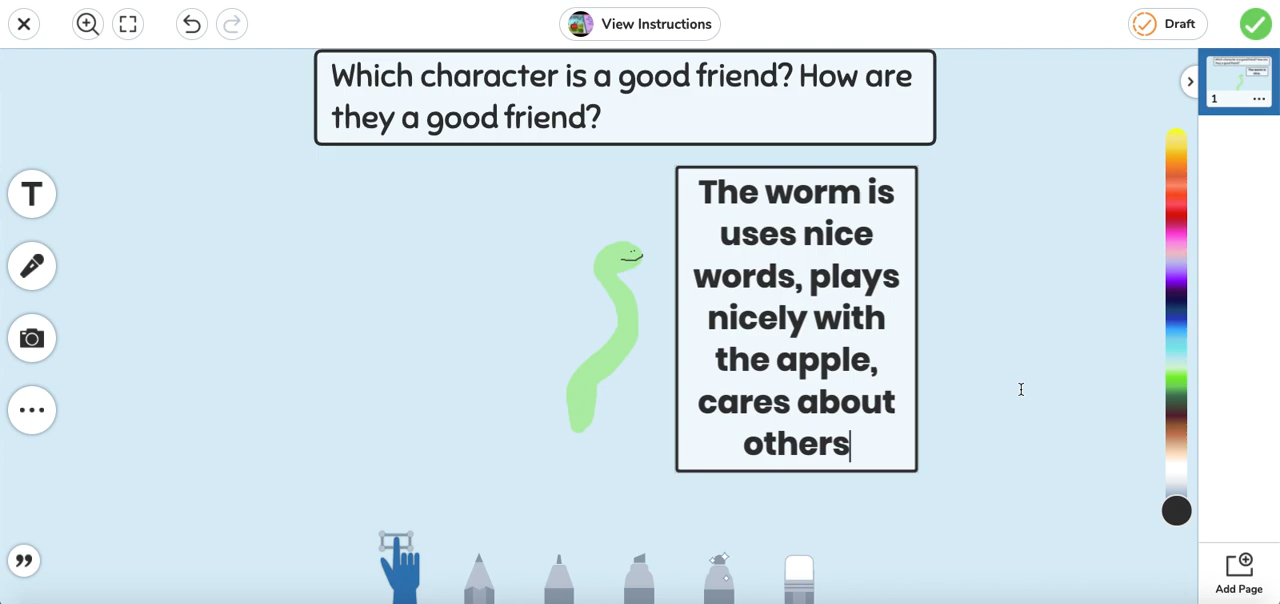 View Instructions
Draft
Which character is a good friend? How are
they a good friend?
The worm is
uses nice
words, plays
nicely with
the apple,
cares about
others
T
1
Add Page